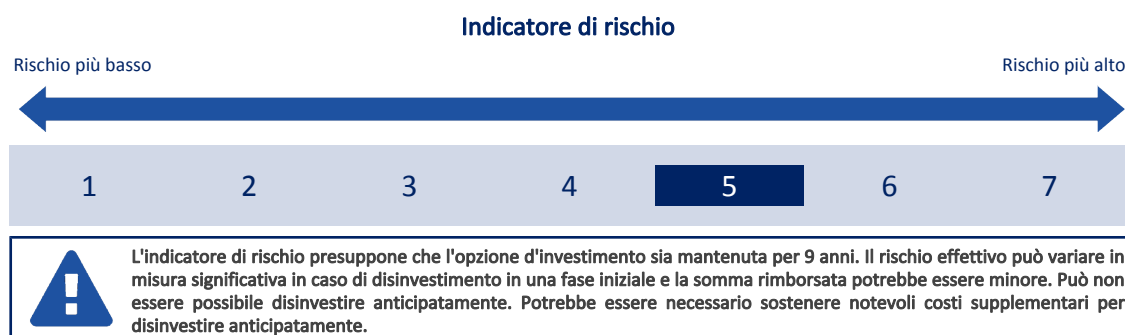 Indicatore di rischio
Rischio più basso
Rischio più alto
1 2 3 4 5 6 7
L'indicatore di rischio presuppone che l'opzione d'investimento sia mantenuta per 9 anni. Il rischio effettivo può variare in
misura significativa in caso di disinvestimento in una fase iniziale e la somma rimborsata potrebbe essere minore. Può non
essere possibile disinvestire anticipatamente. Potrebbe essere necessario sostenere notevoli costi supplementari per
disinvestire anticipatamente.